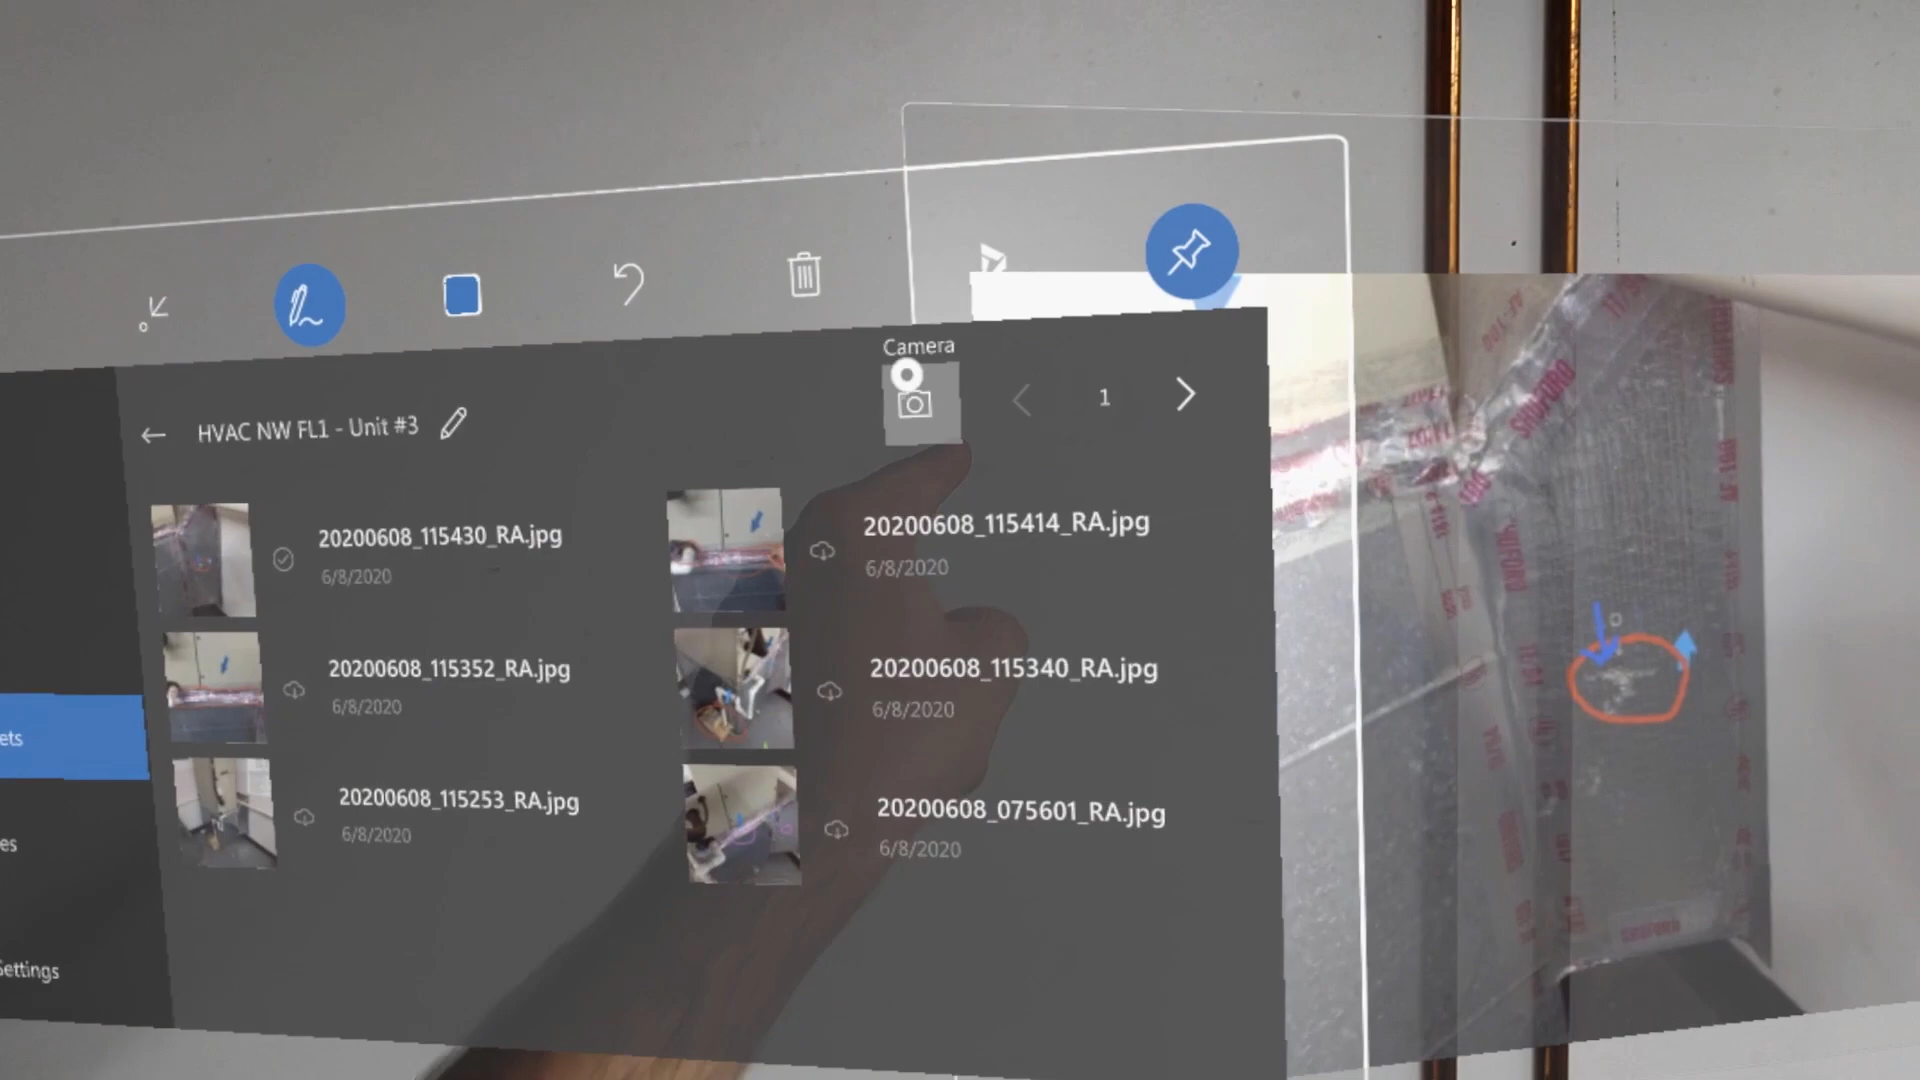 Camera
HVAC NW FL1 - Unit #3
1
20200608_115430_RA.jpg
6/8/2020
20200608_115414_RA.jpg
6/8/2020
20200608_115352_RA.jpg
6/8/2020
20200608_115340_RA.jpg
6/8/2020
20200608_115253_RA.jpg
6/8/2020
20200608_075601_RA.jpg
6/8/2020
ets
es
Settings
SHUFORD